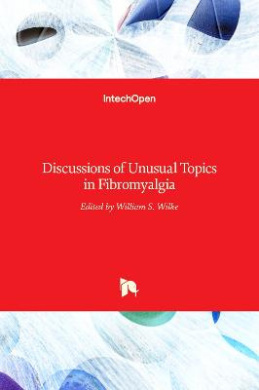 IntechOpen
Discussions of Unusual Topics
in Fibromyalgia
Edited by William S. Wilke